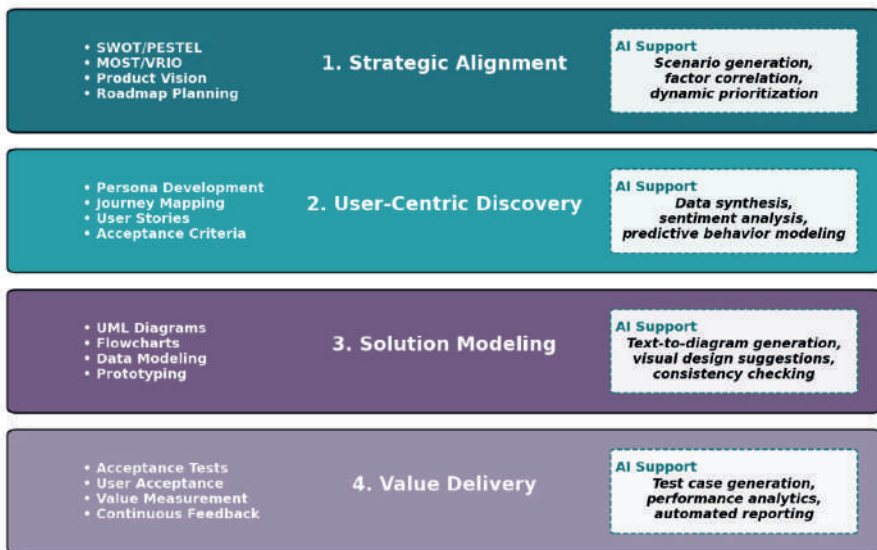 • SWOT/PESTEL
• MOST/VRIO
• Product Vision
• Roadmap Planning
1. Strategic Alignment
AI Support
Scenario generation,
factor correlation,
dynamic prioritization
• Persona Development
• Journey Mapping
• User Stories
• Acceptance Criteria
2. User-Centric Discovery
AI Support
Data synthesis,
sentiment analysis,
predictive behavior modeling
• UML Diagrams
• Flowcharts
• Data Modeling
• Prototyping
3. Solution Modeling
AI Support
Text-to-diagram generation,
visual design suggestions,
consistency checking
• Acceptance Tests
• User Acceptance
• Value Measurement
• Continuous Feedback
4. Value Delivery
AI Support
Test case generation,
performance analytics,
automated reporting